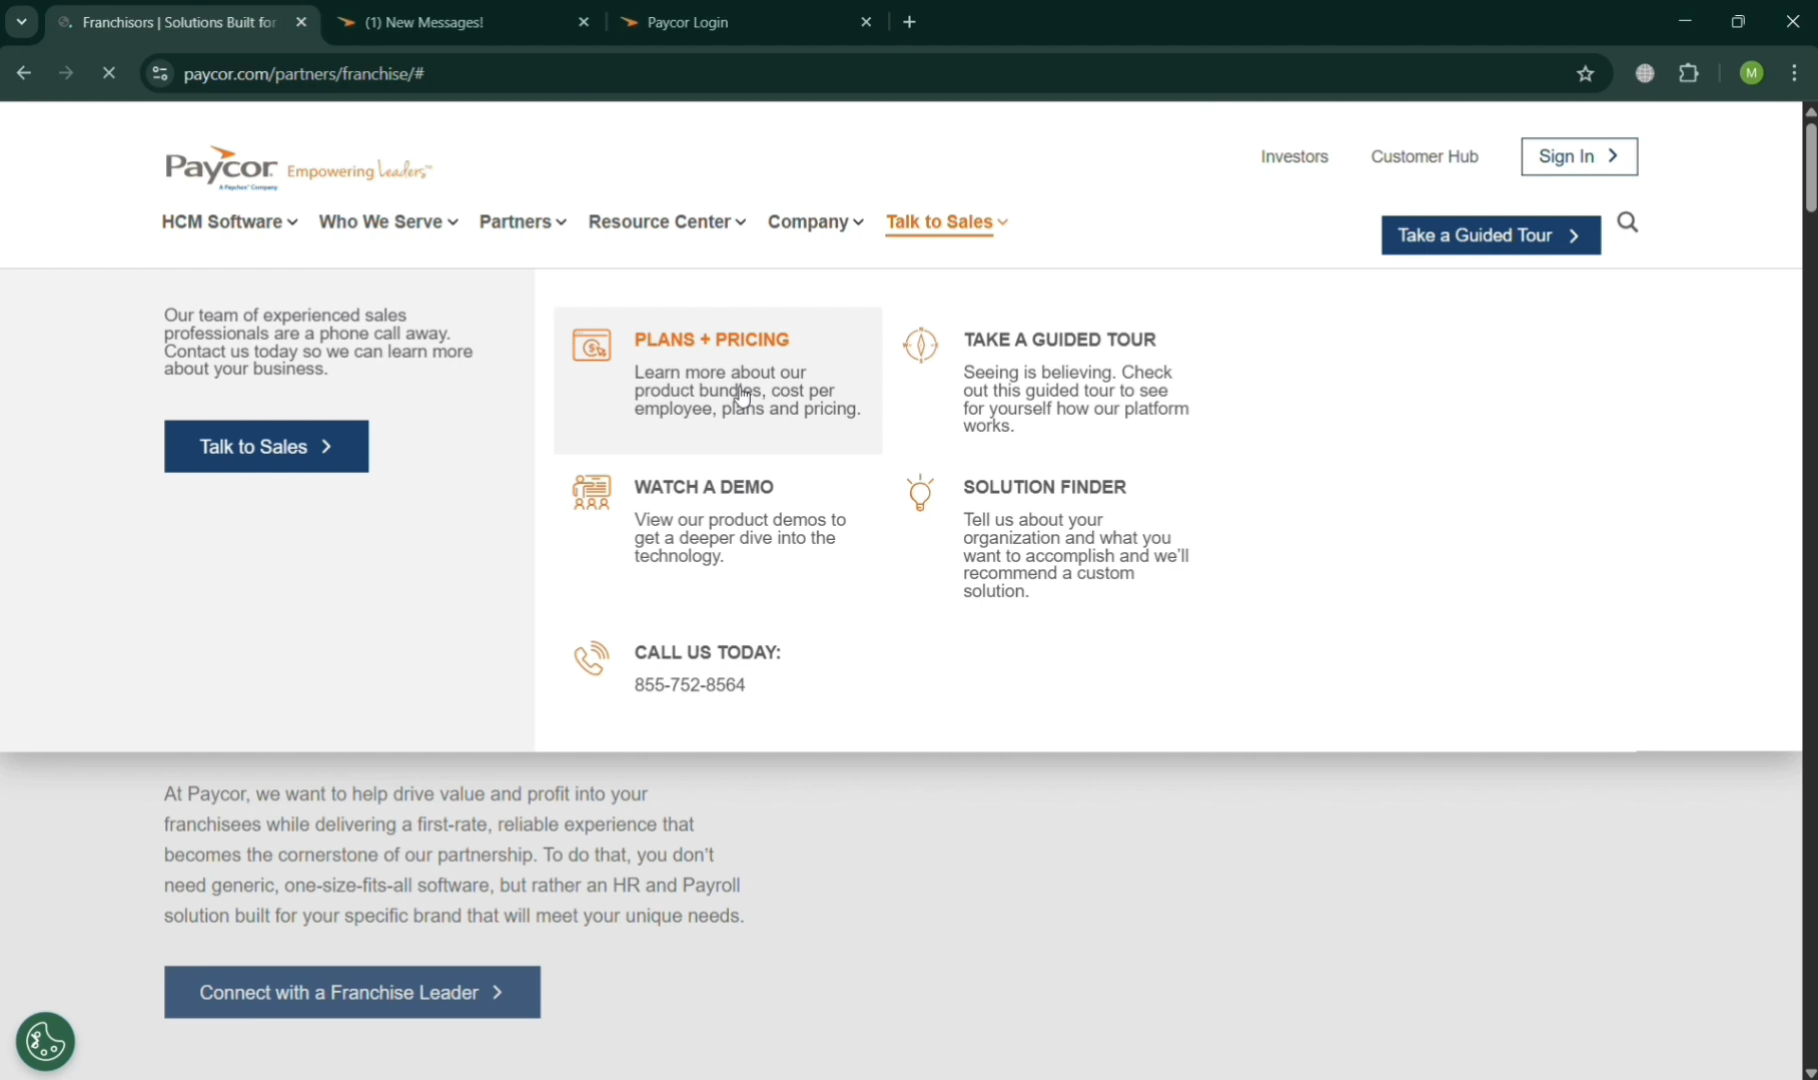 Franchisors | Solutions Built for
(1) New Messages!
Paycor Login
paycor.com/partners/franchise/#
M
Paycor
A Paychex Company
Empowering Leaders
Investors
Customer Hub
Sign In
HCM Software
Who We Serve
Partners
Resource Center
Company
Talk to Sales
Take a Guided Tour
Our team of experienced sales
professionals are a phone call away.
Contact us today so we can learn more
about your business.
Talk to Sales
PLANS + PRICING
Learn more about our
product bundles, cost per
employee, plans and pricing.
TAKE A GUIDED TOUR
Seeing is believing. Check
out this guided tour to see
for yourself how our platform
works.
WATCH A DEMO
View our product demos to
get a deeper dive into the
technology.
SOLUTION FINDER
Tell us about your
organization and what you
want to accomplish and we'll
recommend a custom
solution.
CALL US TODAY:
855-752-8564
At Paycor, we want to help drive value and profit into your
franchisees while delivering a first-rate, reliable experience that
becomes the cornerstone of our partnership. To do that, you don't
need generic, one-size-fits-all software, but rather an HR and Payroll
solution built for your specific brand that will meet your unique needs.
Connect with a Franchise Leader